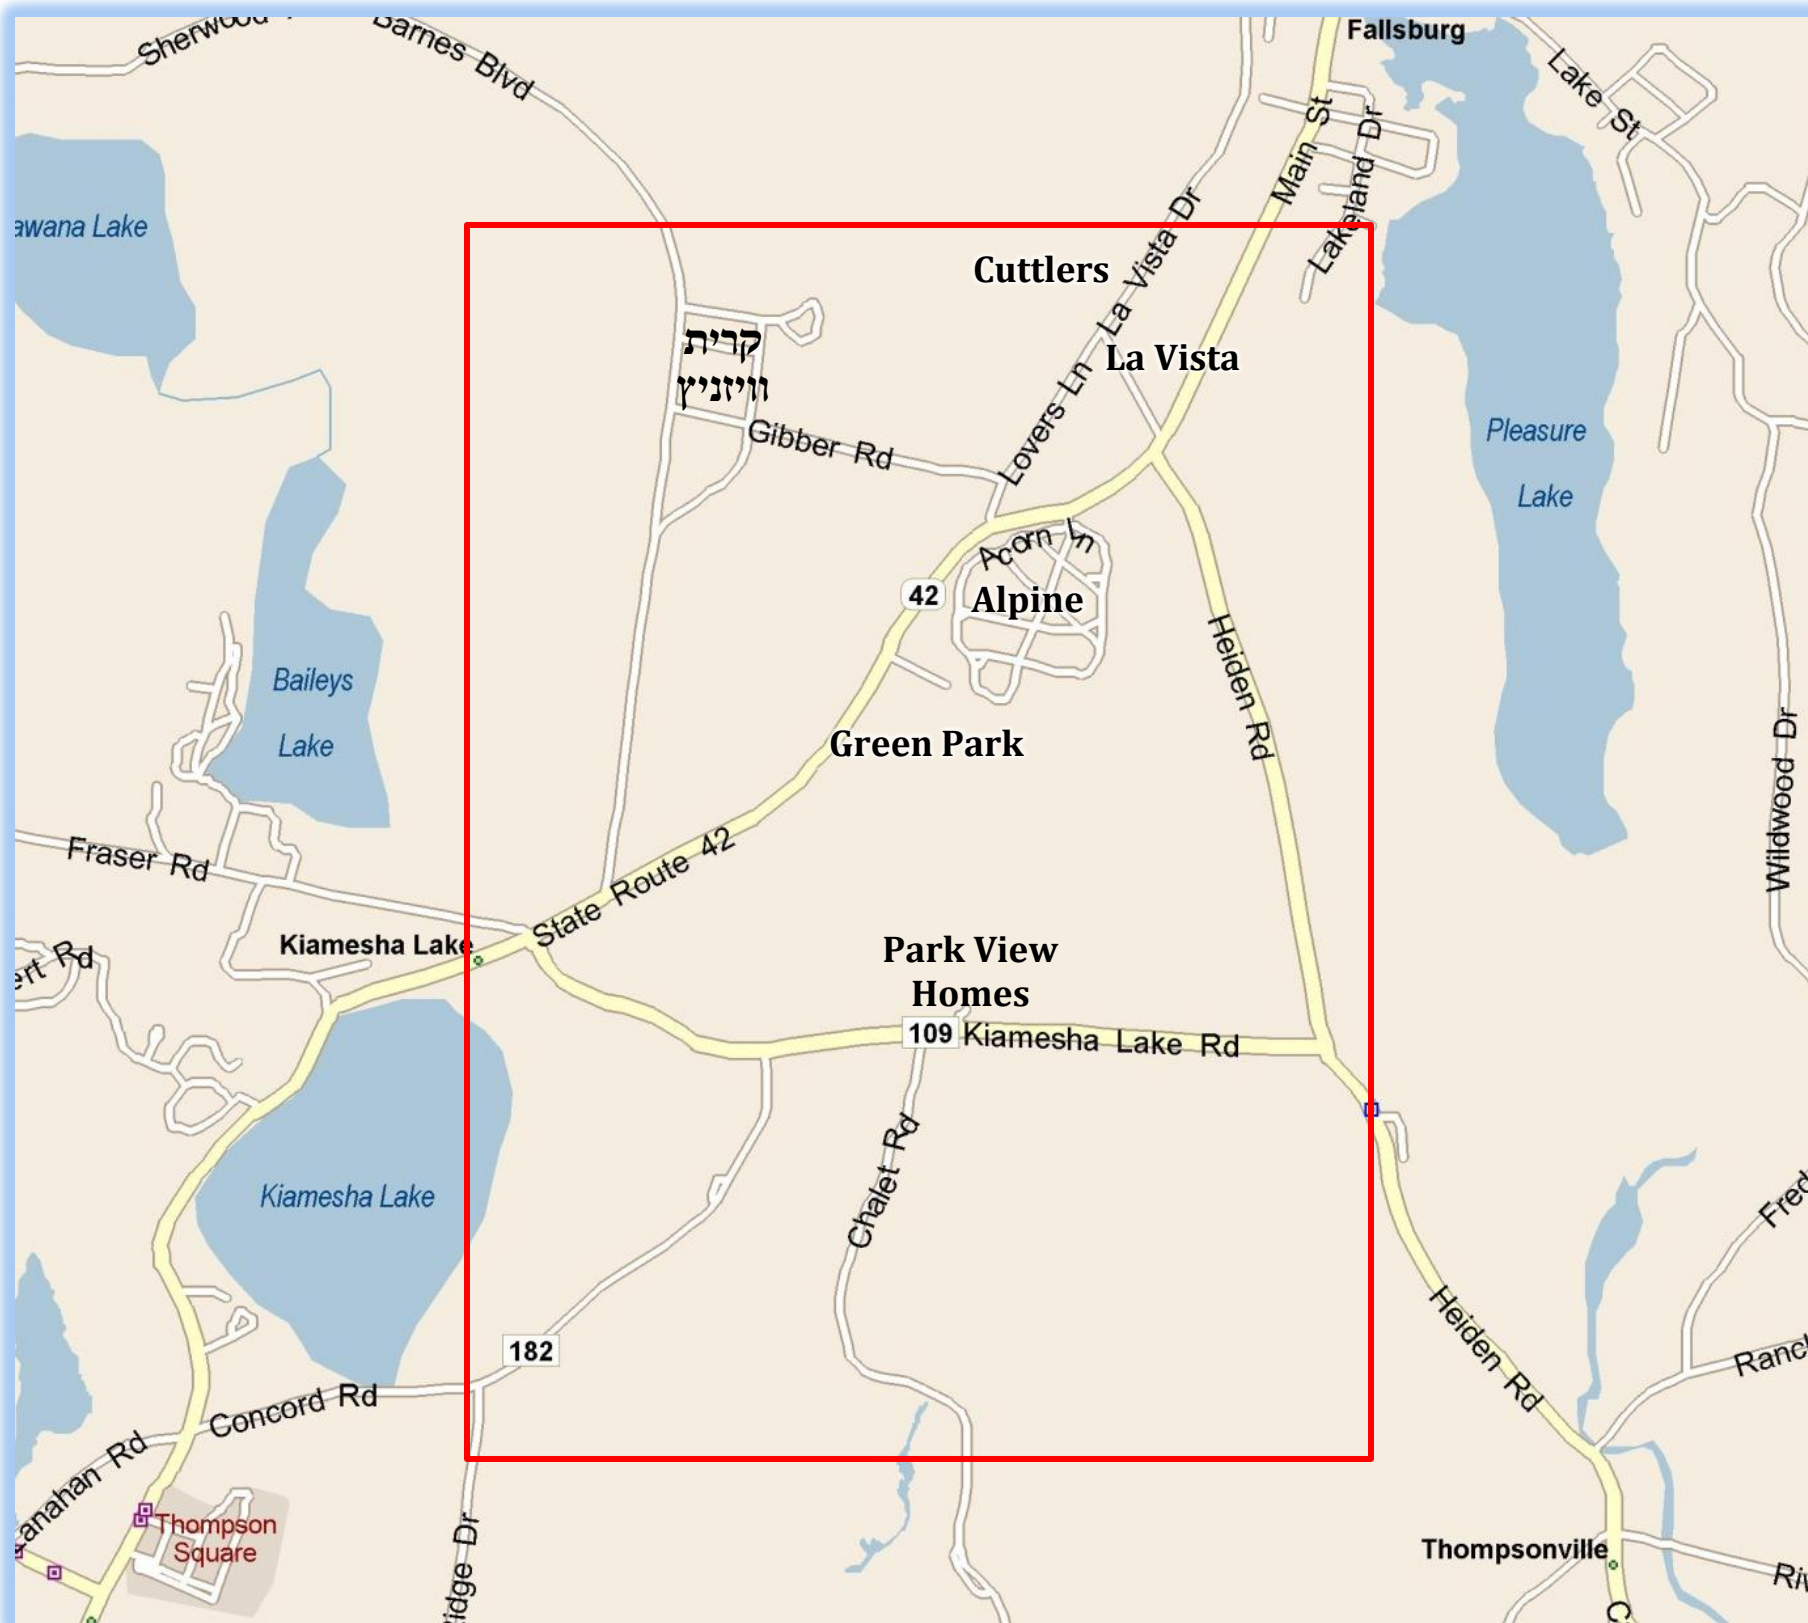 Sherwood
Barnes Blvd
Fallsburg
Lake St
Main St
Lakeland Dr
awana Lake
Cuttlers
La Vista Dr
קרית
וויזניץ
La Vista
Lovers Ln
Gibber Rd
Pleasure
Lake
Acorn Ln
42
Alpine
Heiden Rd
Baileys
Lake
Green Park
Wildwood Dr
Fraser Rd
State Route 42
Kiamesha Lake
ert Rd
Park View
Homes
109
Kiamesha Lake Rd
Chalet Rd
Kiamesha Lake
Fred
Heiden Rd
182
Ranch
Concord Rd
anahan Rd
Thompson
Square
idge Dr
Thompsonville
Riv
C